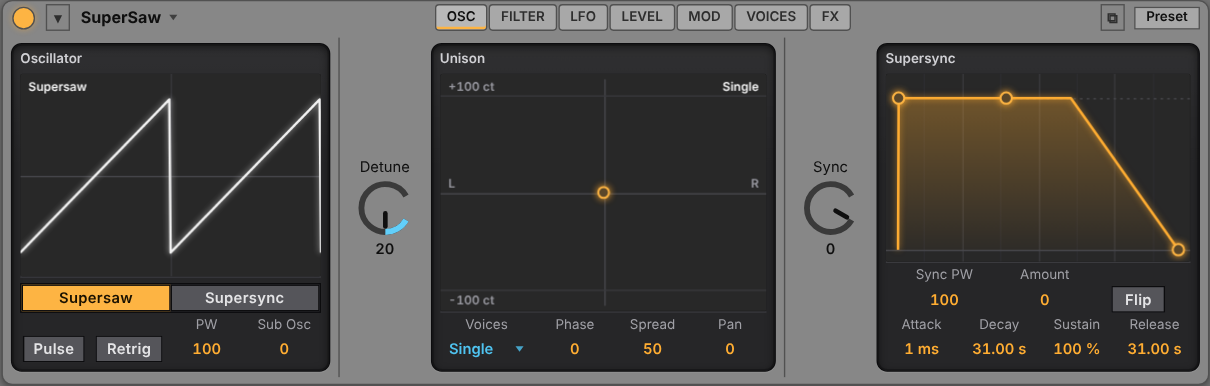 SuperSaw
OSC FILTER LFO LEVEL MOD VOICES FX
Preset
Oscillator
Supersaw
Supersaw Supersync
PW Sub Osc
Pulse Retrig 100 0
Detune
20
Unison
+100 ct Single
L R
-100 ct
Voices Phase Spread Pan
Single 0 50 0
Sync
0
Supersync
Sync PW Amount
100 0 Flip
Attack Decay Sustain Release
1 ms 31.00 s 100 % 31.00 s